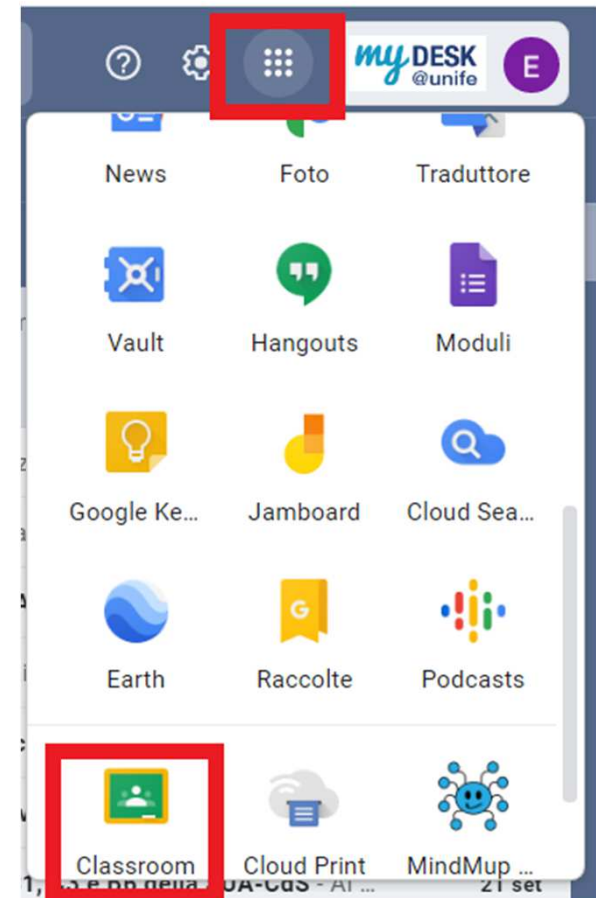 my DESK
@unife
E
News Foto Traduttore
Vault Hangouts Moduli
Google Ke... Jamboard Cloud Sea...
G
Earth Raccolte Podcasts
Classroom Cloud Print MindMup ...
21 set